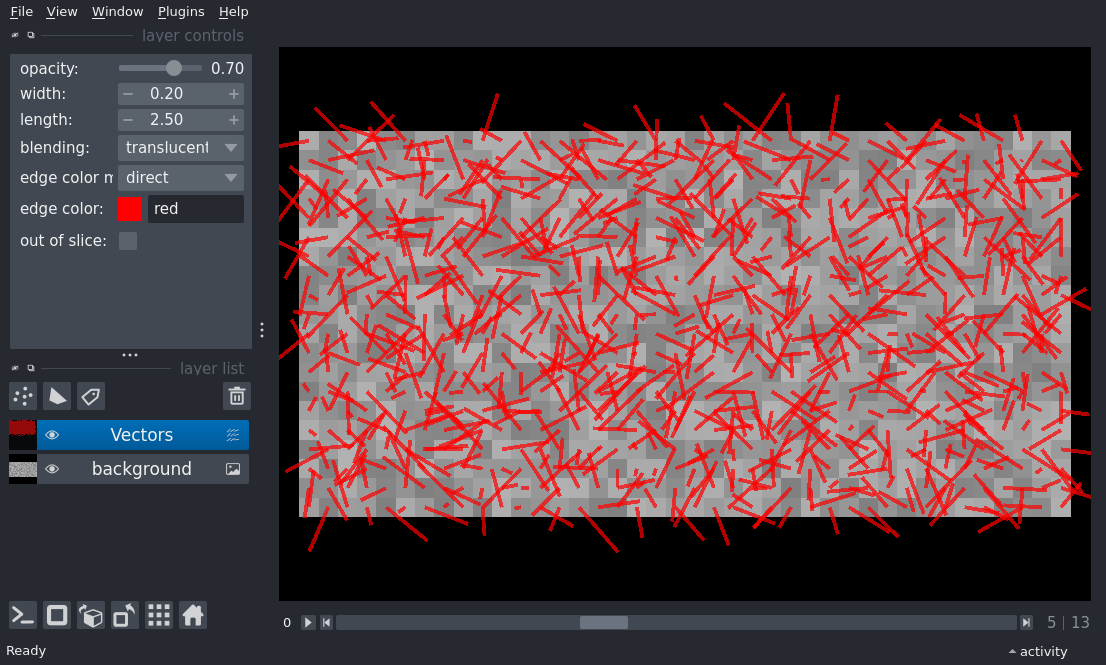 File View Window Plugins Help
layer controls
opacity: 0.70
width: − 0.20 +
length: − 2.50 +
blending: translucent
edge color m direct
edge color: red
out of slice:
layer list
Vectors
background
0 5 | 13
Ready activity